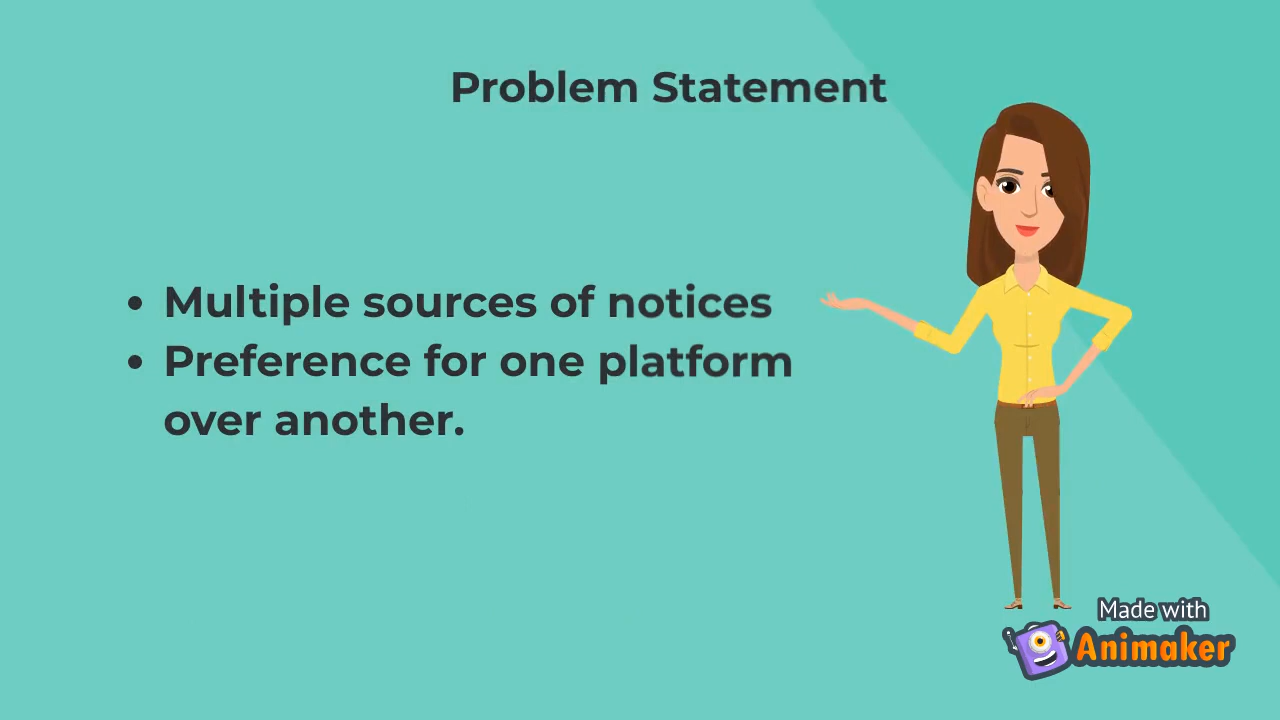 Problem Statement
• Multiple sources of notices
• Preference for one platform
over another.
Made with
Animaker